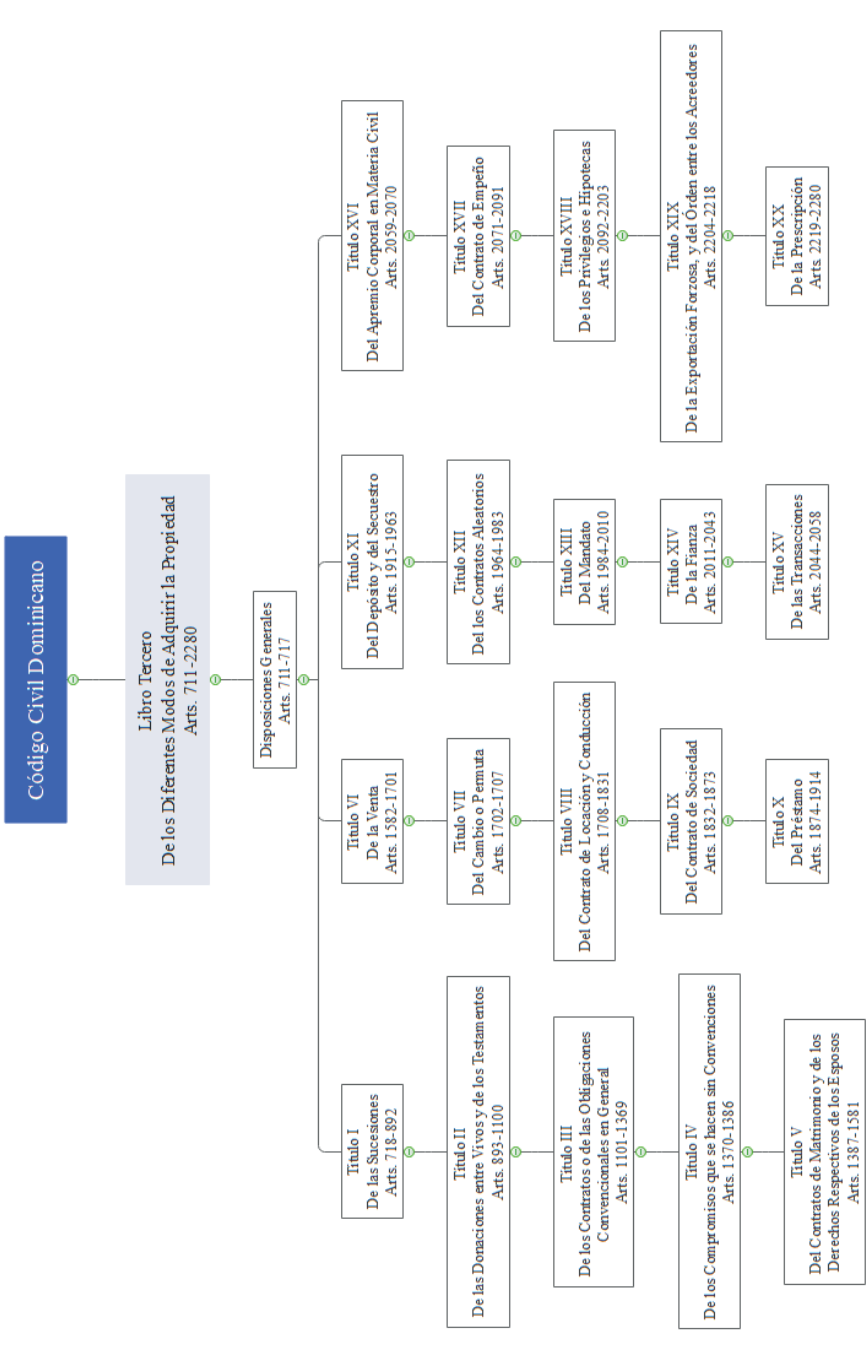 Código Civil Dominicano
Libro Tercero
De los Diferentes Modos de Adquirir la Propiedad
Arts. 711-2280
Disposiciones Generales
Arts. 711-717
Título I
De las Sucesiones
Arts. 718-892
Título II
De las Donaciones entre Vivos y de los Testamentos
Arts. 893-1100
Título III
De los Contratos o de las Obligaciones
Convencionales en General
Arts. 1101-1369
Título IV
De los Compromisos que se hacen sin Convenciones
Arts. 1370-1386
Título V
Del Contratos de Matrimonio y de los
Derechos Respectivos de los Esposos
Arts. 1387-1581
Título VI
De la Venta
Arts. 1582-1701
Título VII
Del Cambio o Permuta
Arts. 1702-1707
Título VIII
Del Contrato de Locación y Conducción
Arts. 1708-1831
Título IX
Del Contrato de Sociedad
Arts. 1832-1873
Título X
Del Préstamo
Arts. 1874-1914
Título XI
Del Depósito y del Secuestro
Arts. 1915-1963
Título XII
Del los Contratos Aleatorios
Arts. 1964-1983
Título XIII
Del Mandato
Arts. 1984-2010
Título XIV
De la Fianza
Arts. 2011-2043
Título XV
De las Transacciones
Arts. 2044-2058
Título XVI
Del Apremio Corporal en Materia Civil
Arts. 2059-2070
Título XVII
Del Contrato de Empeño
Arts. 2071-2091
Título XVIII
De los Privilegios e Hipotecas
Arts. 2092-2203
Título XIX
De la Exportación Forzosa, y del Órden entre los Acreedores
Arts. 2204-2218
Título XX
De la Prescripción
Arts. 2219-2280